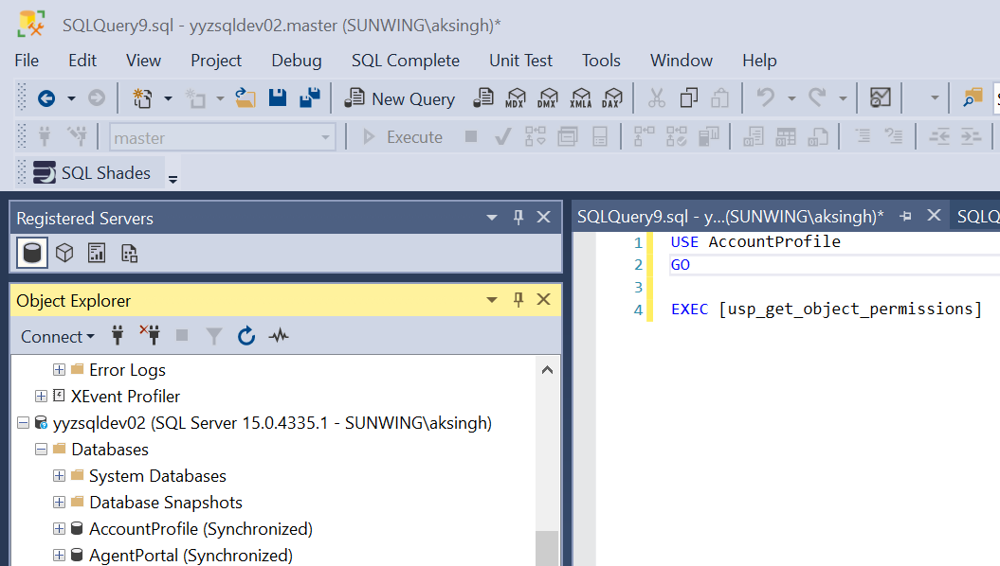 SQLQuery9.sql - yyzsqldev02.master (SUNWING\aksingh)*
File Edit View Project Debug SQL Complete Unit Test Tools Window Help
New Query MDX DMX XMLA DAX
master Execute
SQL Shades
Registered Servers
SQLQuery9.sql - y...(SUNWING\aksingh)* SQLQ
Object Explorer
Connect
Error Logs
XEvent Profiler
yyzsqldev02 (SQL Server 15.0.4335.1 - SUNWING\aksingh)
Databases
System Databases
Database Snapshots
AccountProfile (Synchronized)
AgentPortal (Synchronized)
1 USE AccountProfile
2 GO
3
4 EXEC [usp_get_object_permissions]